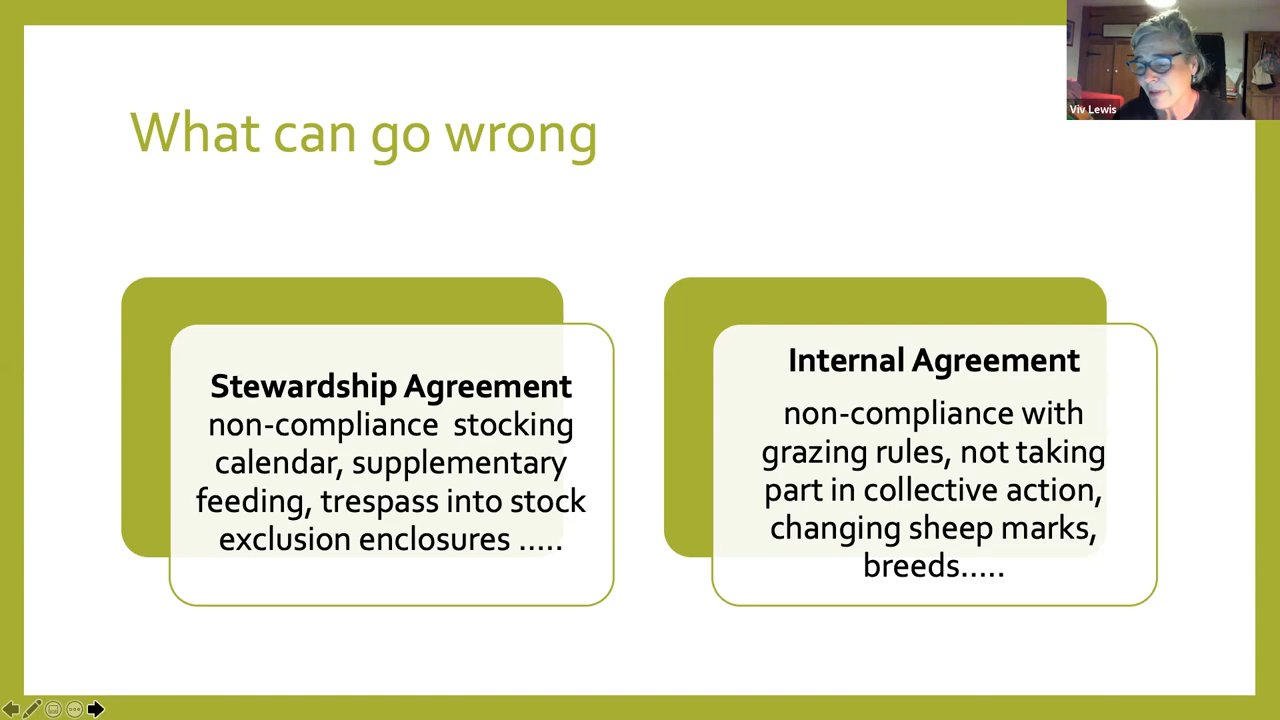 Viv Lewis
What can go wrong
Stewardship Agreement
non-compliance stocking
calendar, supplementary
feeding, trespass into stock
exclusion enclosures .....
Internal Agreement
non-compliance with
grazing rules, not taking
part in collective action,
changing sheep marks,
breeds.....